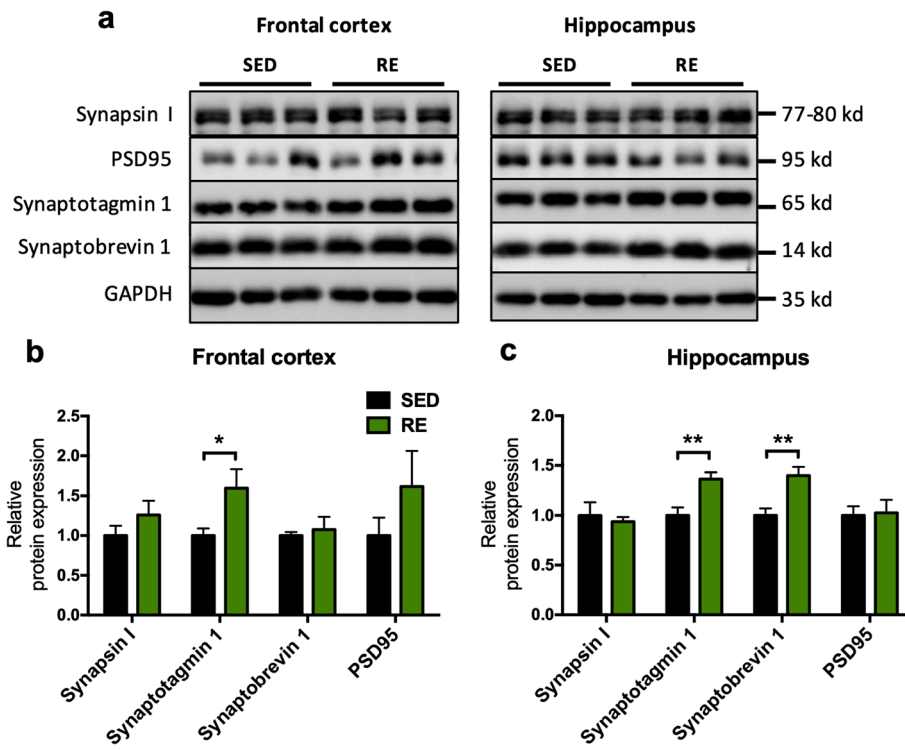 a
Frontal cortex
Hippocampus
SED RE
SED RE
Synapsin I
77-80 kd
PSD95
95 kd
Synaptotagmin 1
65 kd
Synaptobrevin 1
14 kd
GAPDH
35 kd
b
Frontal cortex
SED
RE
Relative
protein expression
2.5
2.0
1.5
1.0
0.5
0.0
*
Synapsin I
Synaptotagmin 1
Synaptobrevin 1
PSD95
c
Hippocampus
Relative
protein expression
2.0
1.5
1.0
0.5
0.0
**
**
Synapsin I
Synaptotagmin 1
Synaptobrevin 1
PSD95